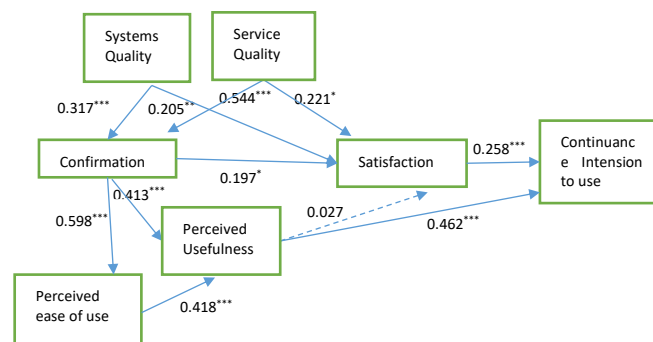 Systems
Quality
Service
Quality
0.317***
0.205**
0.544***
0.221*
Confirmation
Satisfaction
0.258***
Continuanc
e Intension
to use
0.197*
0.413***
0.598***
Perceived
Usefulness
0.027
0.462***
Perceived
ease of use
0.418***